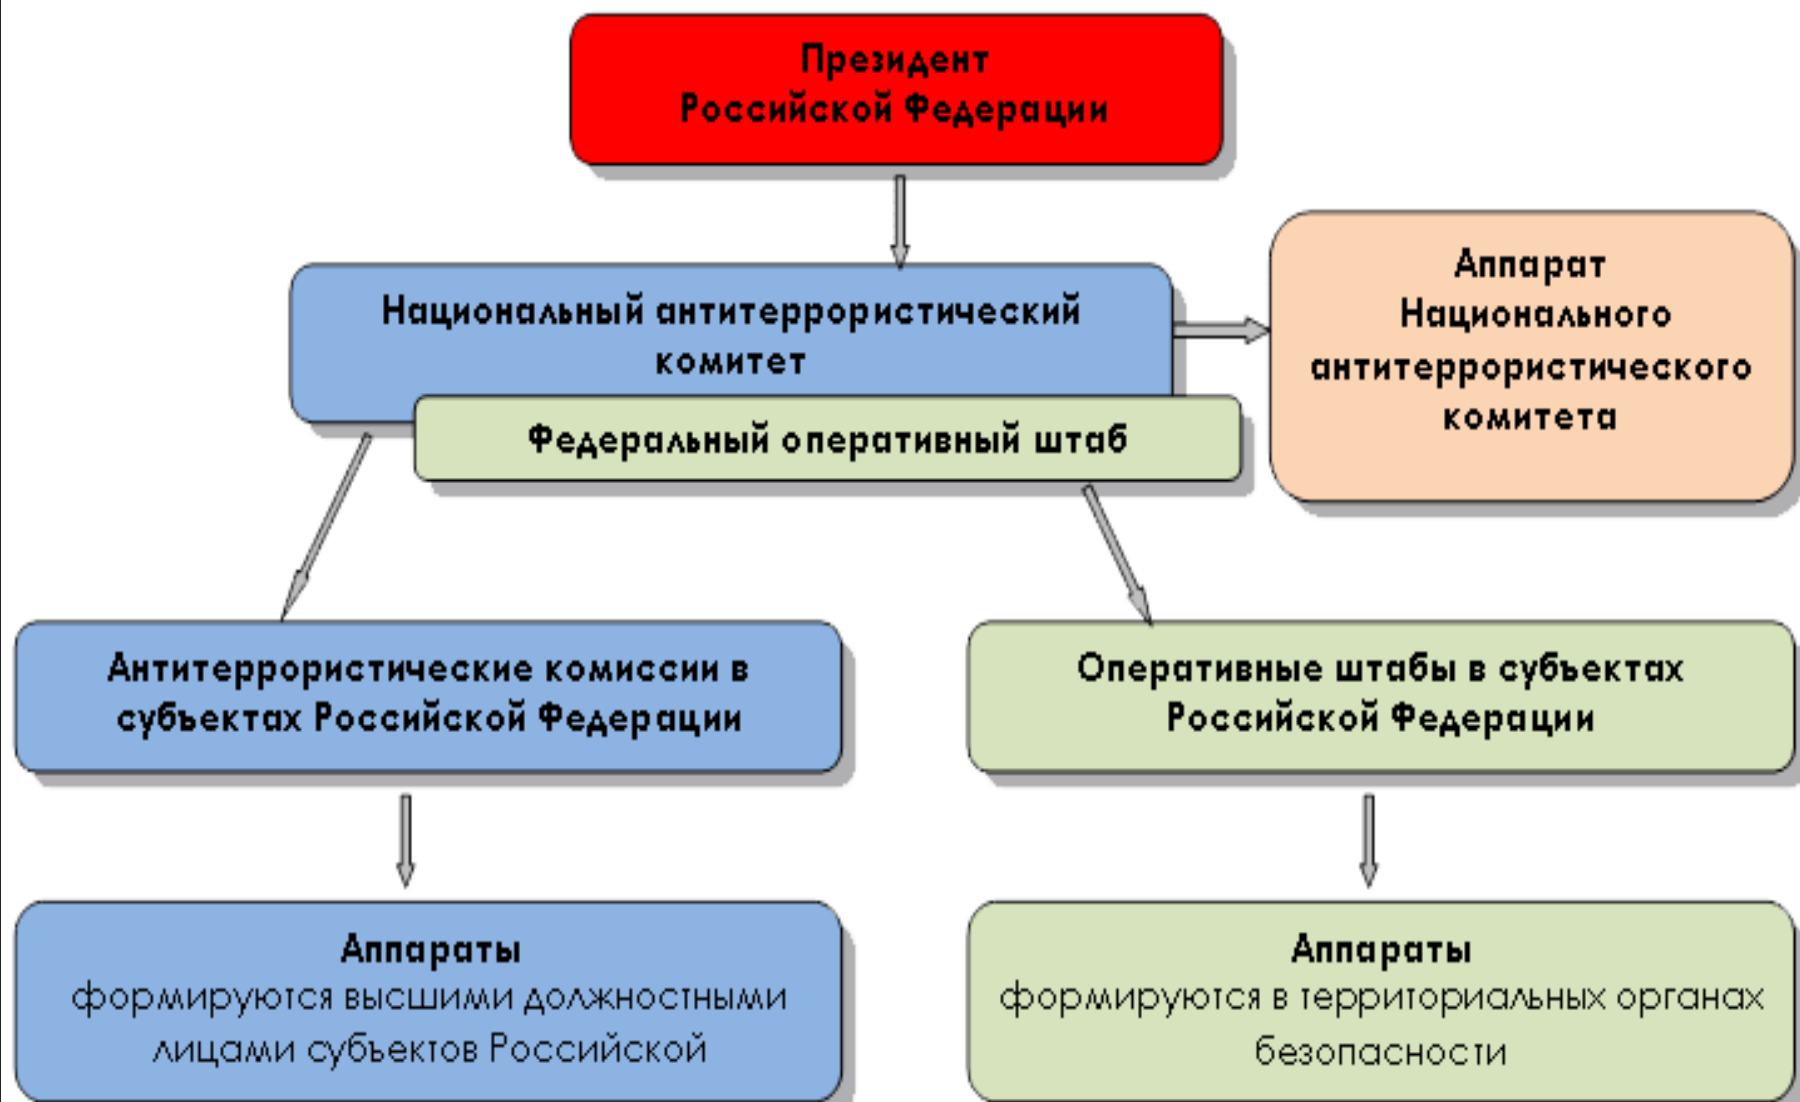 Президент
Российской Федерации
Национальный антитеррористический
комитет
Аппарат
Национального
антитеррористического
комитета
Федеральный оперативный штаб
Антитеррористические комиссии в
субъектах Российской Федерации
Оперативные штабы в субъектах
Российской Федерации
Аппараты
формируются высшими должностными
лицами субъектов Российской
Аппараты
формируются в территориальных органах
безопасности